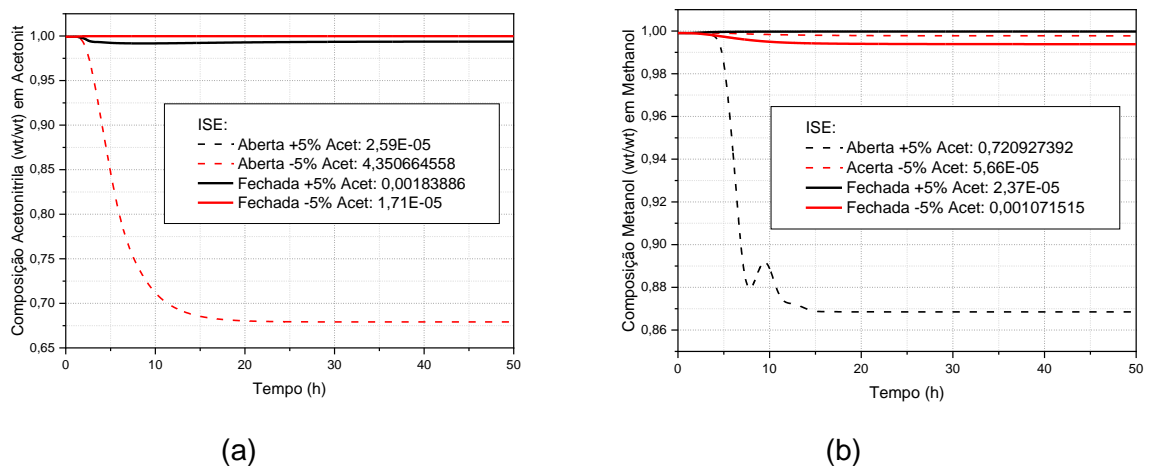 Composição Acetonitrila (wt/wt) em Acetonit
1,00
0,95
0,90
0,85
0,80
0,75
0,70
0,65
ISE:
Aberta +5% Acet: 2,59E-05
Aberta -5% Acet: 4,350664558
Fechada +5% Acet: 0,00183886
Fechada -5% Acet: 1,71E-05
0 10 20 30 40 50
Tempo (h)
(a)
Composição Metanol (wt/wt) em Methanol
1,00
0,98
0,96
0,94
0,92
0,90
0,88
0,86
ISE:
Aberta +5% Acet: 0,720927392
Acerta -5% Acet: 5,66E-05
Fechada +5% Acet: 2,37E-05
Fechada -5% Acet: 0,001071515
0 10 20 30 40 50
Tempo (h)
(b)